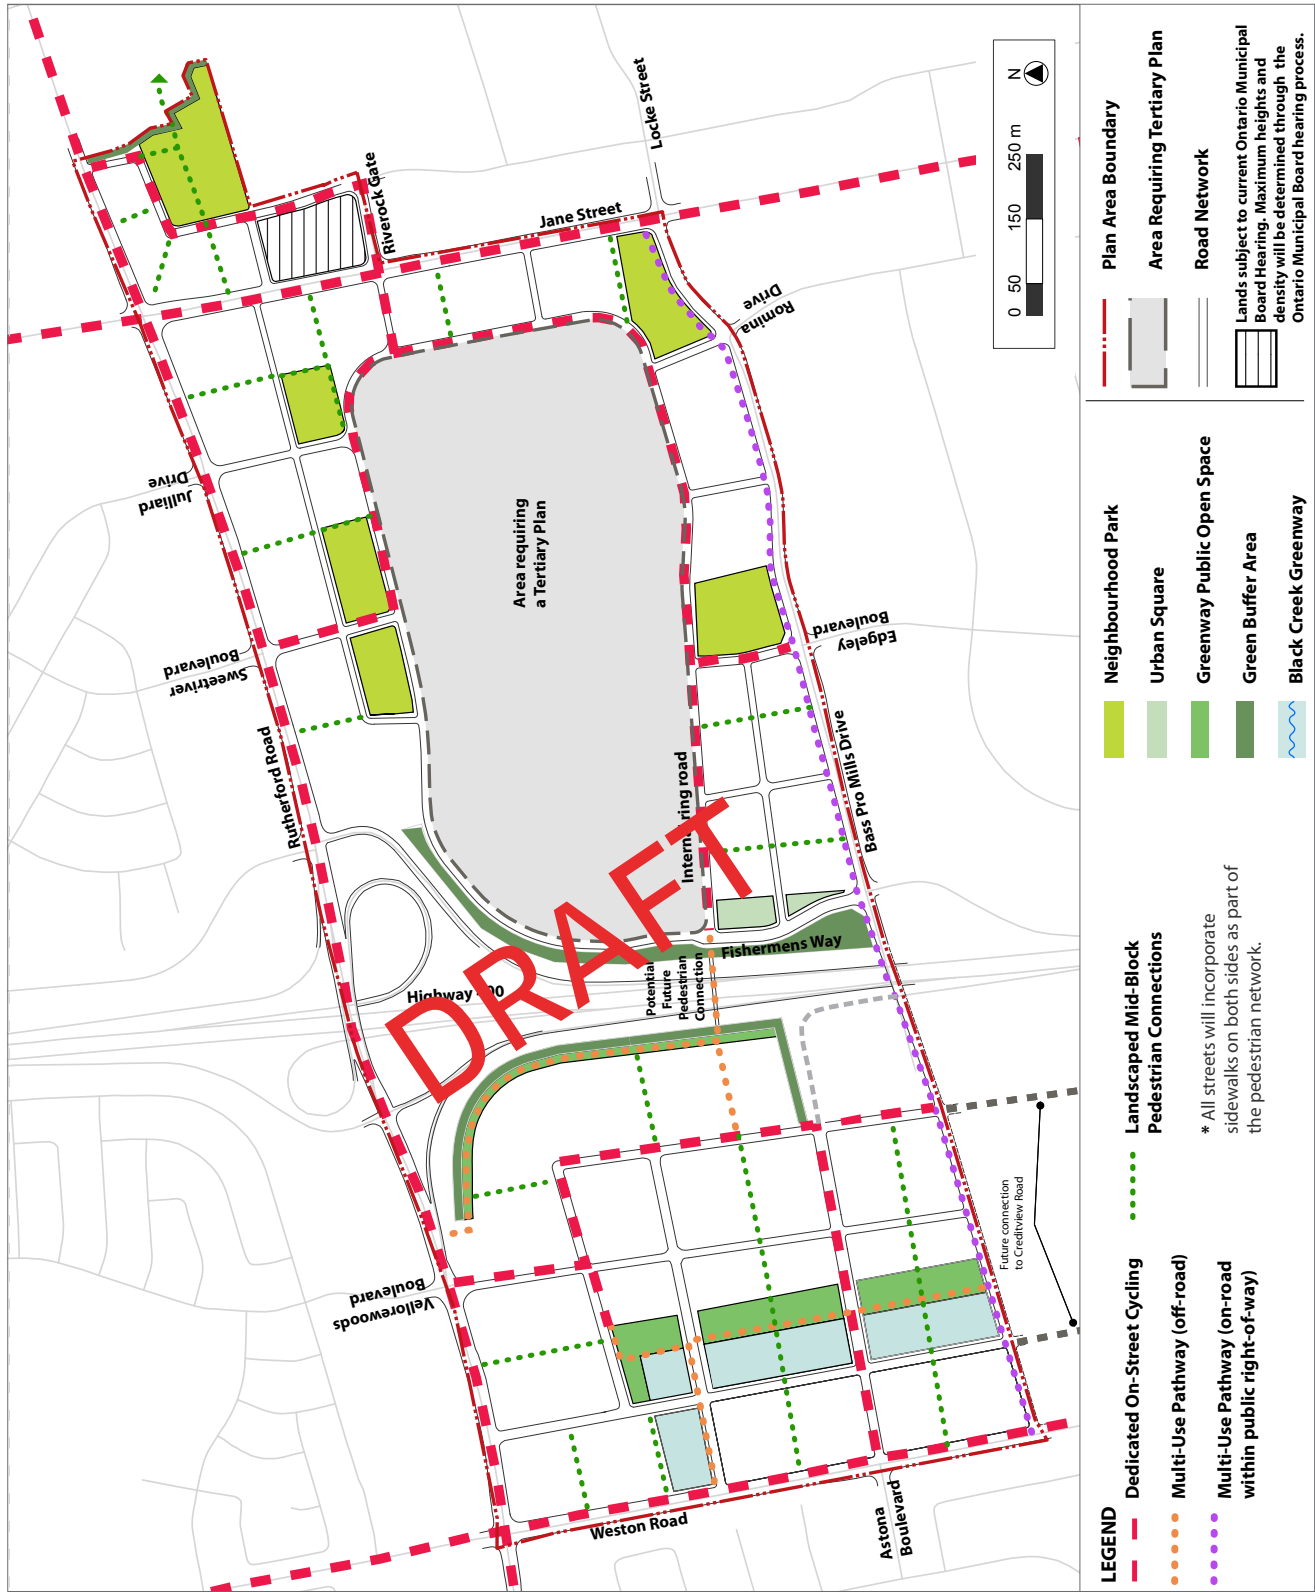 Rutherford Road
Vellorewoods
Boulevard
Sweetriver
Boulevard
Julliard
Drive
Highway
00
DRAFT
Potential
Future
Pedestrian
Connection
Fishermens Way
Internal ring road
Area requiring
a Tertiary Plan
Riverock Gate
Jane Street
Locke Street
Romina
Drive
Edgeley
Boulevard
Bass Pro Mills Drive
Weston Road
Astona
Boulevard
Future connection
to Creditview Road
0 50 150 250 m
N
LEGEND
Dedicated On-Street Cycling
Multi-Use Pathway (off-road)
Multi-Use Pathway (on-road
within public right-of-way)
Landscaped Mid-Block
Pedestrian Connections
* All streets will incorporate
sidewalks on both sides as part of
the pedestrian network.
Neighbourhood Park
Urban Square
Greenway Public Open Space
Green Buffer Area
Black Creek Greenway
Plan Area Boundary
Area Requiring Tertiary Plan
Road Network
Lands subject to current Ontario Municipal
Board Hearing. Maximum heights and
density will be determined through the
Ontario Municipal Board hearing process.